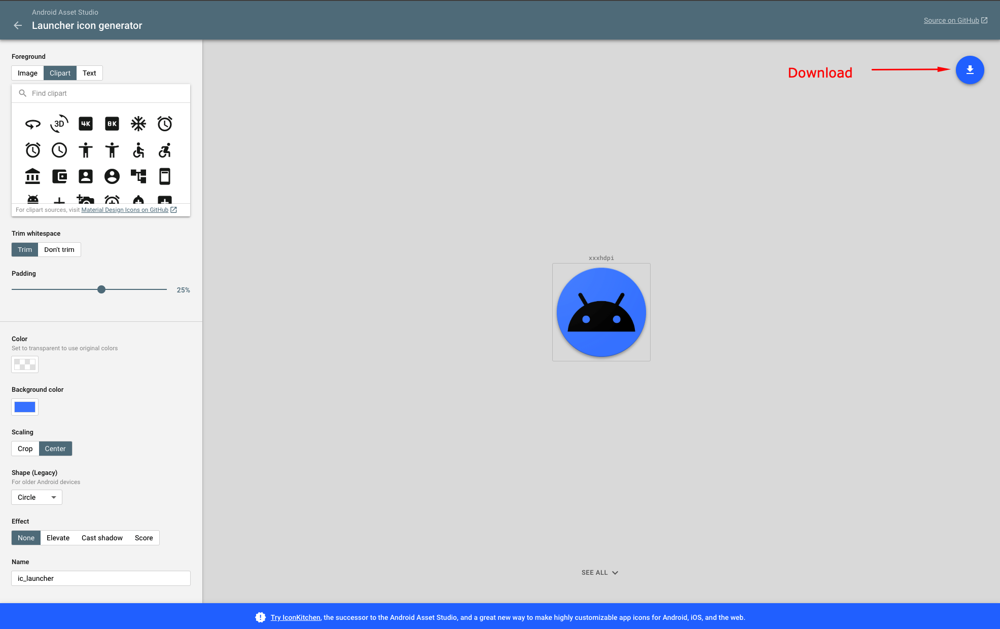 Android Asset Studio
Launcher icon generator
Source on GitHub
Foreground
Image Clipart Text
Find clipart
3D 4K 8K
For clipart sources, visit Material Design Icons on GitHub
Trim whitespace
Trim Don't trim
Padding
25%
Color
Set to transparent to use original colors
Background color
Scaling
Crop Center
Shape (Legacy)
For older Android devices
Circle
Effect
None Elevate Cast shadow Score
Name
ic_launcher
Download
xxxhdpi
SEE ALL
Try IconKitchen, the successor to the Android Asset Studio, and a great new way to make highly customizable app icons for Android, iOS, and the web.